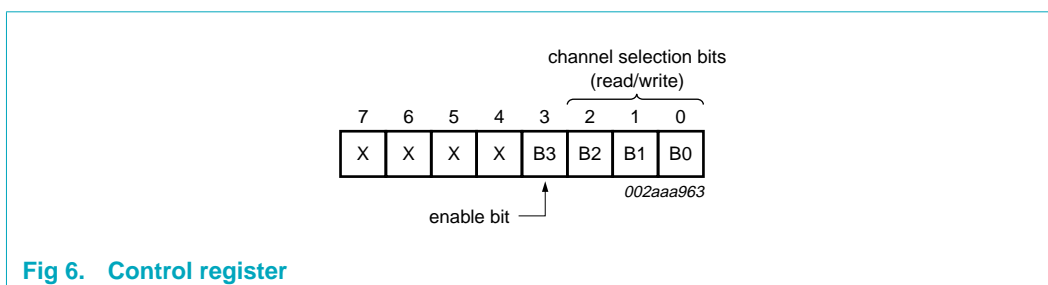 channel selection bits
(read/write)
7 6 5 4 3 2 1 0
X X X X B3 B2 B1 B0
002aaa963
enable bit
Fig 6. Control register